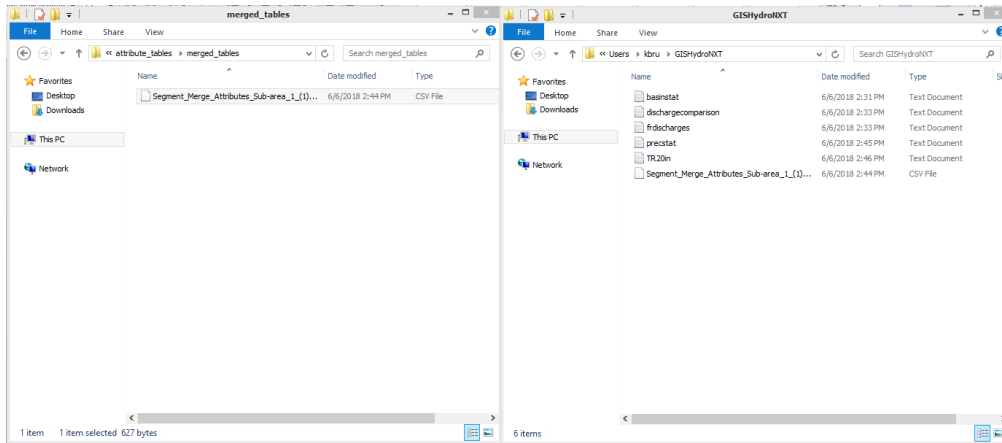 merged_tables
File Home Share View
« attribute_tables ▸ merged_tables
Search merged_tables
Favorites
Desktop
Downloads
This PC
Network
Name Date modified Type
Segment_Merge_Attributes_Sub-area_1_(1)... 6/6/2018 2:44 PM CSV File
1 item 1 item selected 627 bytes
GISHydroNXT
File Home Share View
« Users ▸ kbru ▸ GISHydroNXT
Search GISHydroNXT
Favorites
Desktop
Downloads
This PC
Network
Name Date modified Type Si
basinstat 6/6/2018 2:31 PM Text Document
dischargecomparison 6/6/2018 2:33 PM Text Document
frdischarges 6/6/2018 2:33 PM Text Document
precstat 6/6/2018 2:45 PM Text Document
TR20in 6/6/2018 2:46 PM Text Document
Segment_Merge_Attributes_Sub-area_1_(1)... 6/6/2018 2:44 PM CSV File
6 items